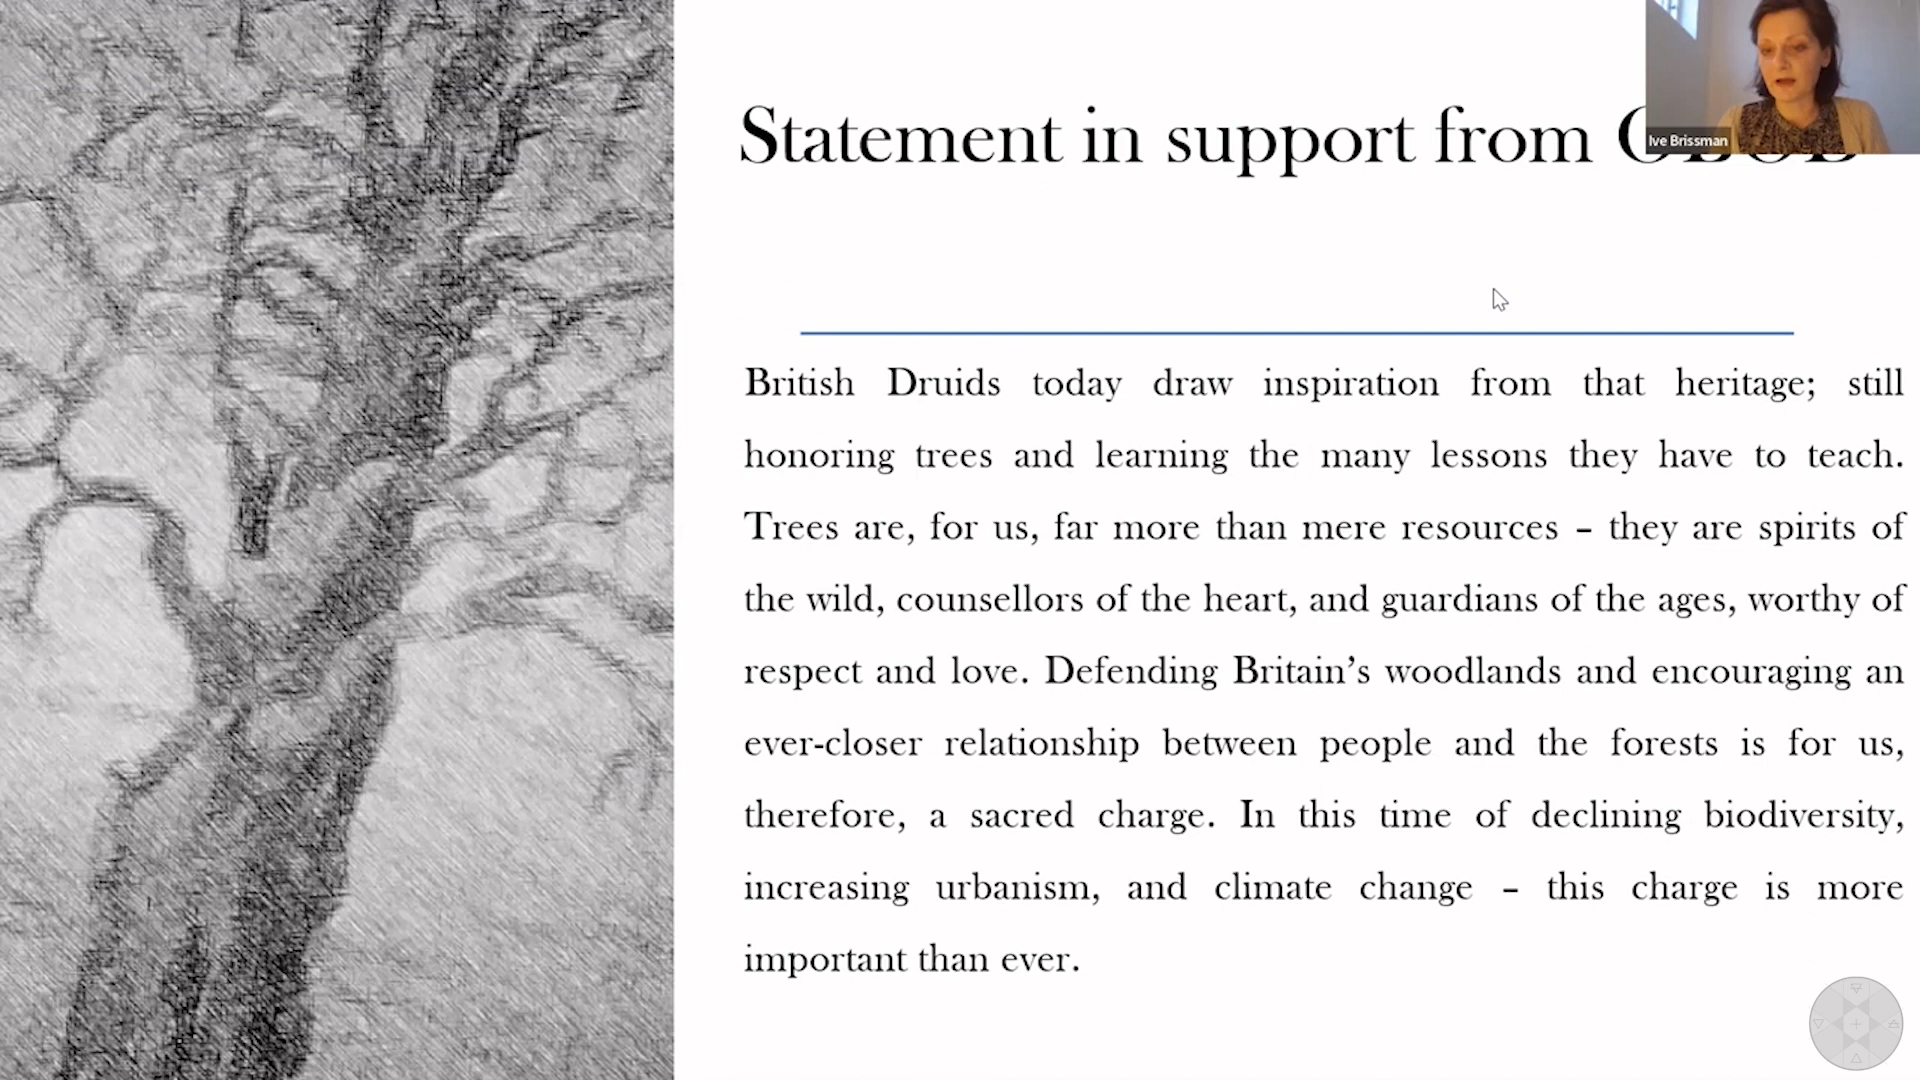 Statement in support from
Ive Brissman
British Druids today draw inspiration from that heritage; still
honoring trees and learning the many lessons they have to teach.
Trees are, for us, far more than mere resources – they are spirits of
the wild, counsellors of the heart, and guardians of the ages, worthy of
respect and love. Defending Britain’s woodlands and encouraging an
ever-closer relationship between people and the forests is for us,
therefore, a sacred charge. In this time of declining biodiversity,
increasing urbanism, and climate change – this charge is more
important than ever.